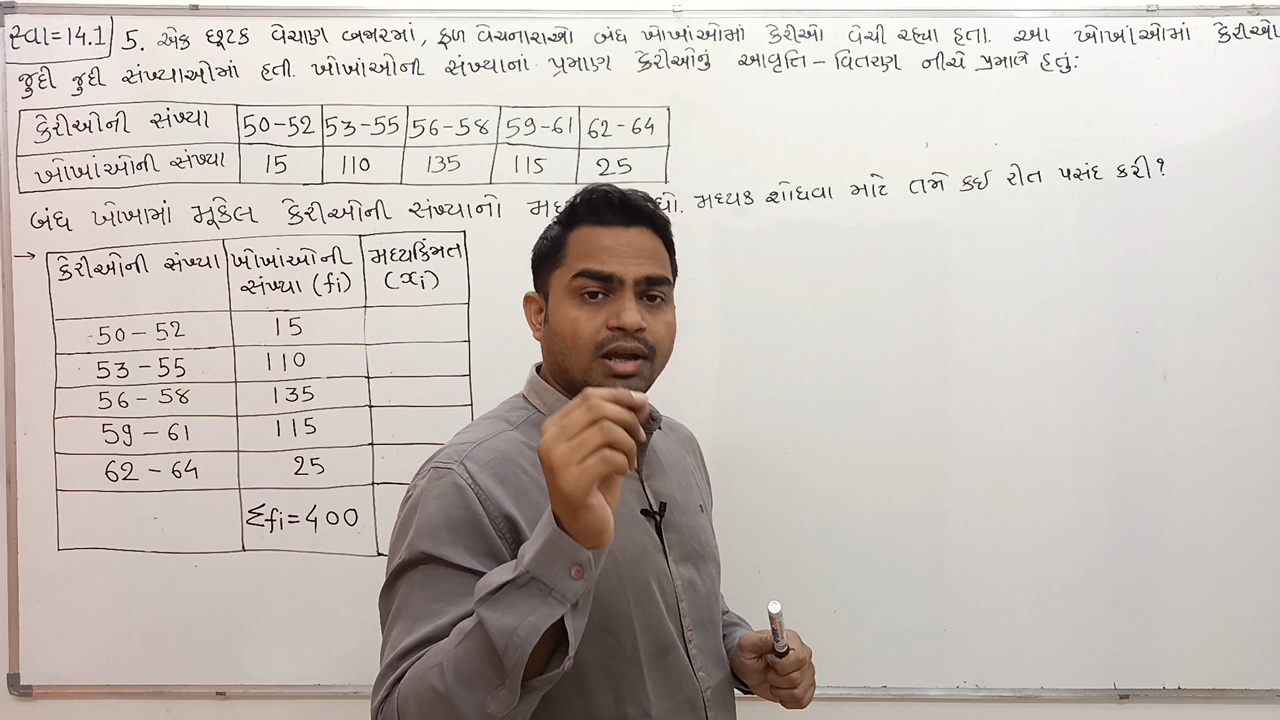 સ્વા=14.1 5. એક છૂટક વેચાણ બજારમાં, ફળ વેચનારાઓ બંધ ખોખાંઓમાં કેરીઓ વેચી રહ્યા હતા. આ ખોખાંઓમાં કેરીઓ
જુદી જુદી સંખ્યાઓમાં હતી. ખોખાંઓની સંખ્યાનાં પ્રમાણે કેરીઓનું આવૃત્તિ-વિતરણ નીચે પ્રમાણે હતું:
કેરીઓની સંખ્યા 50-52 53-55 56-58 59-61 62-64
ખોખાંઓની સંખ્યા 15 110 135 115 25
બંધ ખોખામાં મૂકેલ કેરીઓની સંખ્યાનો મધ્યક શોધવા માટે તમે કઈ રીત પસંદ કરી?
→ કેરીઓની સંખ્યા ખોખાંઓની સંખ્યા (fi) મધ્યકિંમત (xi)
50-52 15
53-55 110
56-58 135
59-61 115
62-64 25
Σfi=400